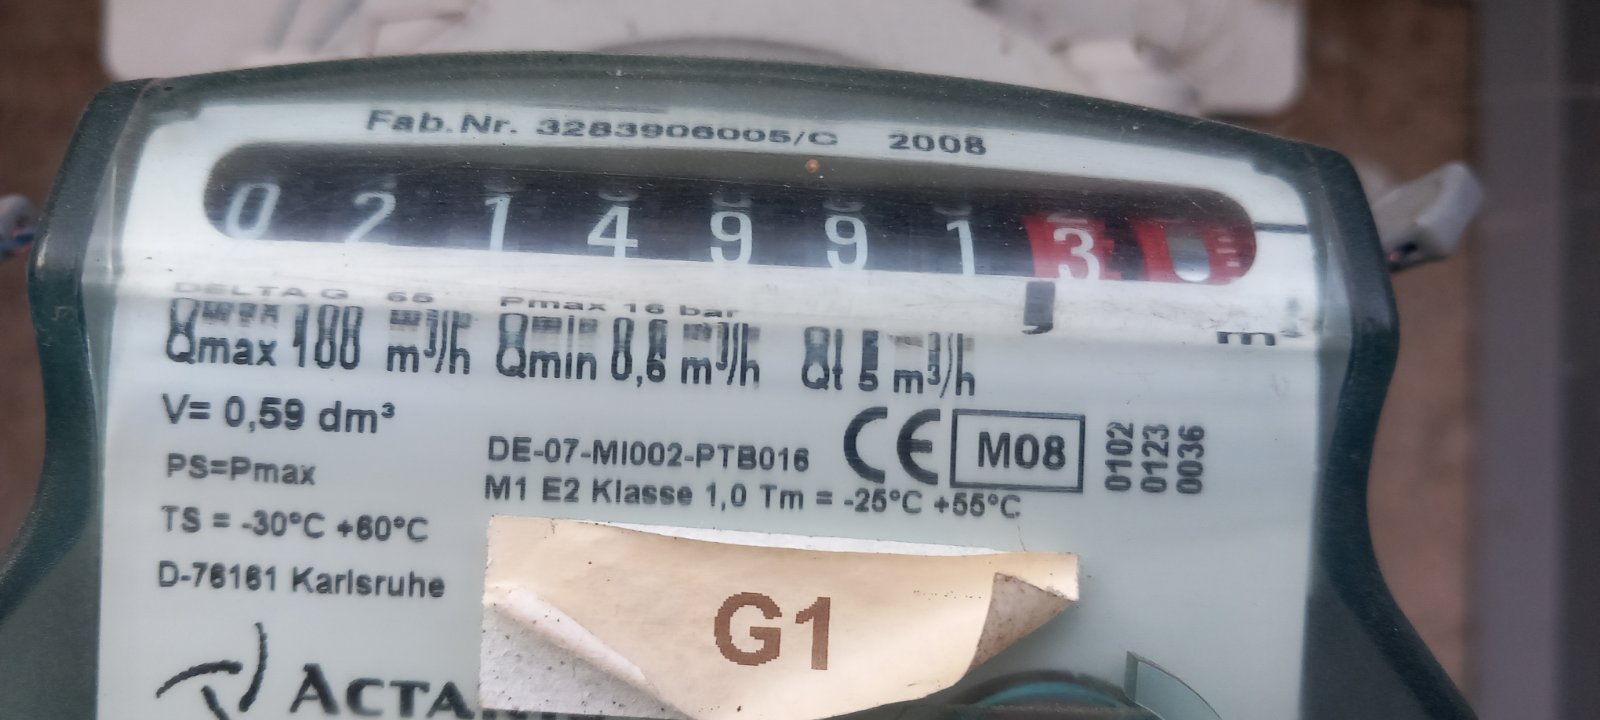 Fab.Nr. 3283906005/C 2008
0 2 1 4 9 9 1 3 0
m³
DELTA G 65 Pmax 16 bar
Qmax 100 m³/h Qmin 0,6 m³/h Qt 5 m³/h
V= 0,59 dm³
PS=Pmax
TS = -30°C +60°C
D-76161 Karlsruhe
DE-07-MI002-PTB016
M1 E2 Klasse 1,0 Tm = -25°C +55°C
CE M08
0102
0123
0036
G1